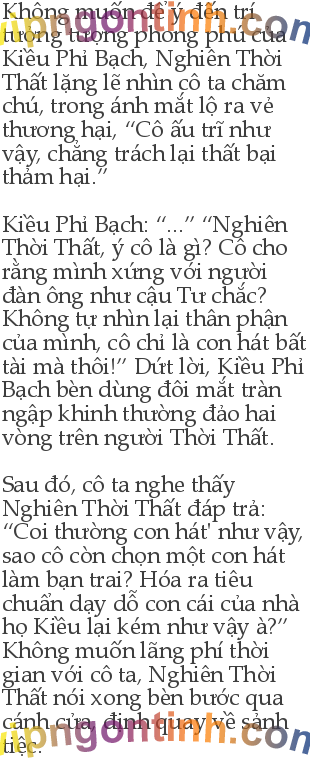 Không muốn để ý đến trí
tưởng tượng phong phú của
Kiều Phỉ Bạch, Nghiên Thời
Thất lặng lẽ nhìn cô ta chăm
chú, trong ánh mắt lộ ra vẻ
thương hại, “Cô ấu trĩ như
vậy, chẳng trách lại thất bại
thảm hại.”

Kiều Phỉ Bạch: “...” “Nghiên
Thời Thất, ý cô là gì? Cô cho
rằng mình xứng với người
đàn ông như cậu Tư chắc?
Không tự nhìn lại thân phận
của mình, cô chỉ là con hát bất
tài mà thôi!” Dứt lời, Kiều Phỉ
Bạch bèn dùng đôi mắt tràn
ngập khinh thường đảo hai
vòng trên người Thời Thất.

Sau đó, cô ta nghe thấy
Nghiên Thời Thất đáp trả:
“Coi thường con hát' như vậy,
sao cô còn chọn một con hát
làm bạn trai? Hóa ra tiêu
chuẩn dạy dỗ con cái của nhà
họ Kiều lại kém như vậy à?”
Không muốn lãng phí thời
gian với cô ta, Nghiên Thời
Thất nói xong bèn bước qua
cánh cửa, định quay về sảnh
tiệc.
vipngontinh.com
vipngontinh.com